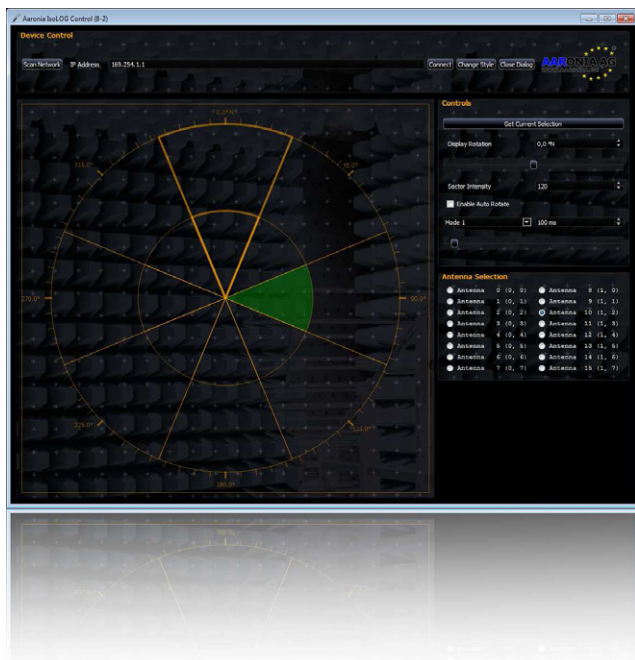 Aaronia IsoLOG Control (8-2)
Device Control
Scan Network IP Address 169.254.1.1 Connect Change Style Close Dialog AARONIA AG
0,0°N
45,0°
90,0°
180,0°
225,0°
270,0°
315,0°
Controls
Get Current Selection
Display Rotation 0,0 °N
Sector Intensity 120
Enable Auto Rotate
Mode 1 100 ms
Antenna Selection
Antenna 0 (0, 0) Antenna 8 (1, 0)
Antenna 1 (0, 1) Antenna 9 (1, 1)
Antenna 2 (0, 2) Antenna 10 (1, 2)
Antenna 3 (0, 3) Antenna 11 (1, 3)
Antenna 4 (0, 4) Antenna 12 (1, 4)
Antenna 5 (0, 5) Antenna 13 (1, 5)
Antenna 6 (0, 6) Antenna 14 (1, 6)
Antenna 7 (0, 7) Antenna 15 (1, 7)